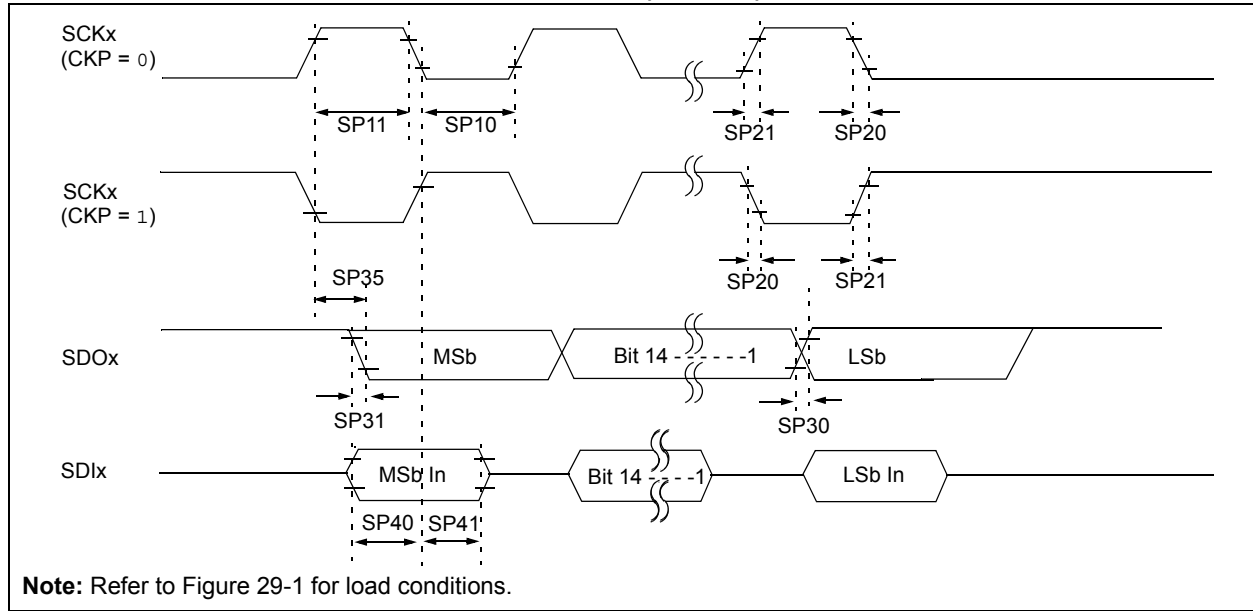 SCKx
(CKP = 0)
SP11
SP10
SP21
SP20
SCKx
(CKP = 1)
SP35
SP20
SP21
SDOx
MSb
Bit 14 - - - - - -1
LSb
SP31
SP30
SDIx
MSb In
Bit 14 - - - -1
LSb In
SP40
SP41
Note: Refer to Figure 29-1 for load conditions.